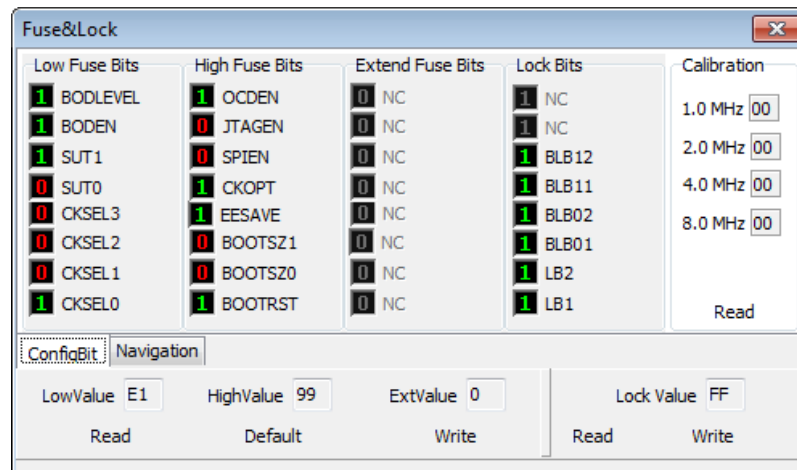 Fuse&Lock
Low Fuse Bits High Fuse Bits Extend Fuse Bits Lock Bits Calibration
1 BODLEVEL 1 OCDEN 0 NC 1 NC 1.0 MHz 00
1 BODEN 0 JTAGEN 0 NC 1 NC
1 SUT1 0 SPIEN 0 NC 1 BLB12 2.0 MHz 00
0 SUT0 1 CKOPT 0 NC 1 BLB11 4.0 MHz 00
0 CKSEL3 1 EESAVE 0 NC 1 BLB02 8.0 MHz 00
0 CKSEL2 0 BOOTSZ1 0 NC 1 BLB01
0 CKSEL1 0 BOOTSZ0 0 NC 1 LB2
1 CKSEL0 1 BOOTRST 0 NC 1 LB1 Read
ConfigBit Navigation
LowValue E1 HighValue 99 ExtValue 0 Lock Value FF
Read Default Write Read Write